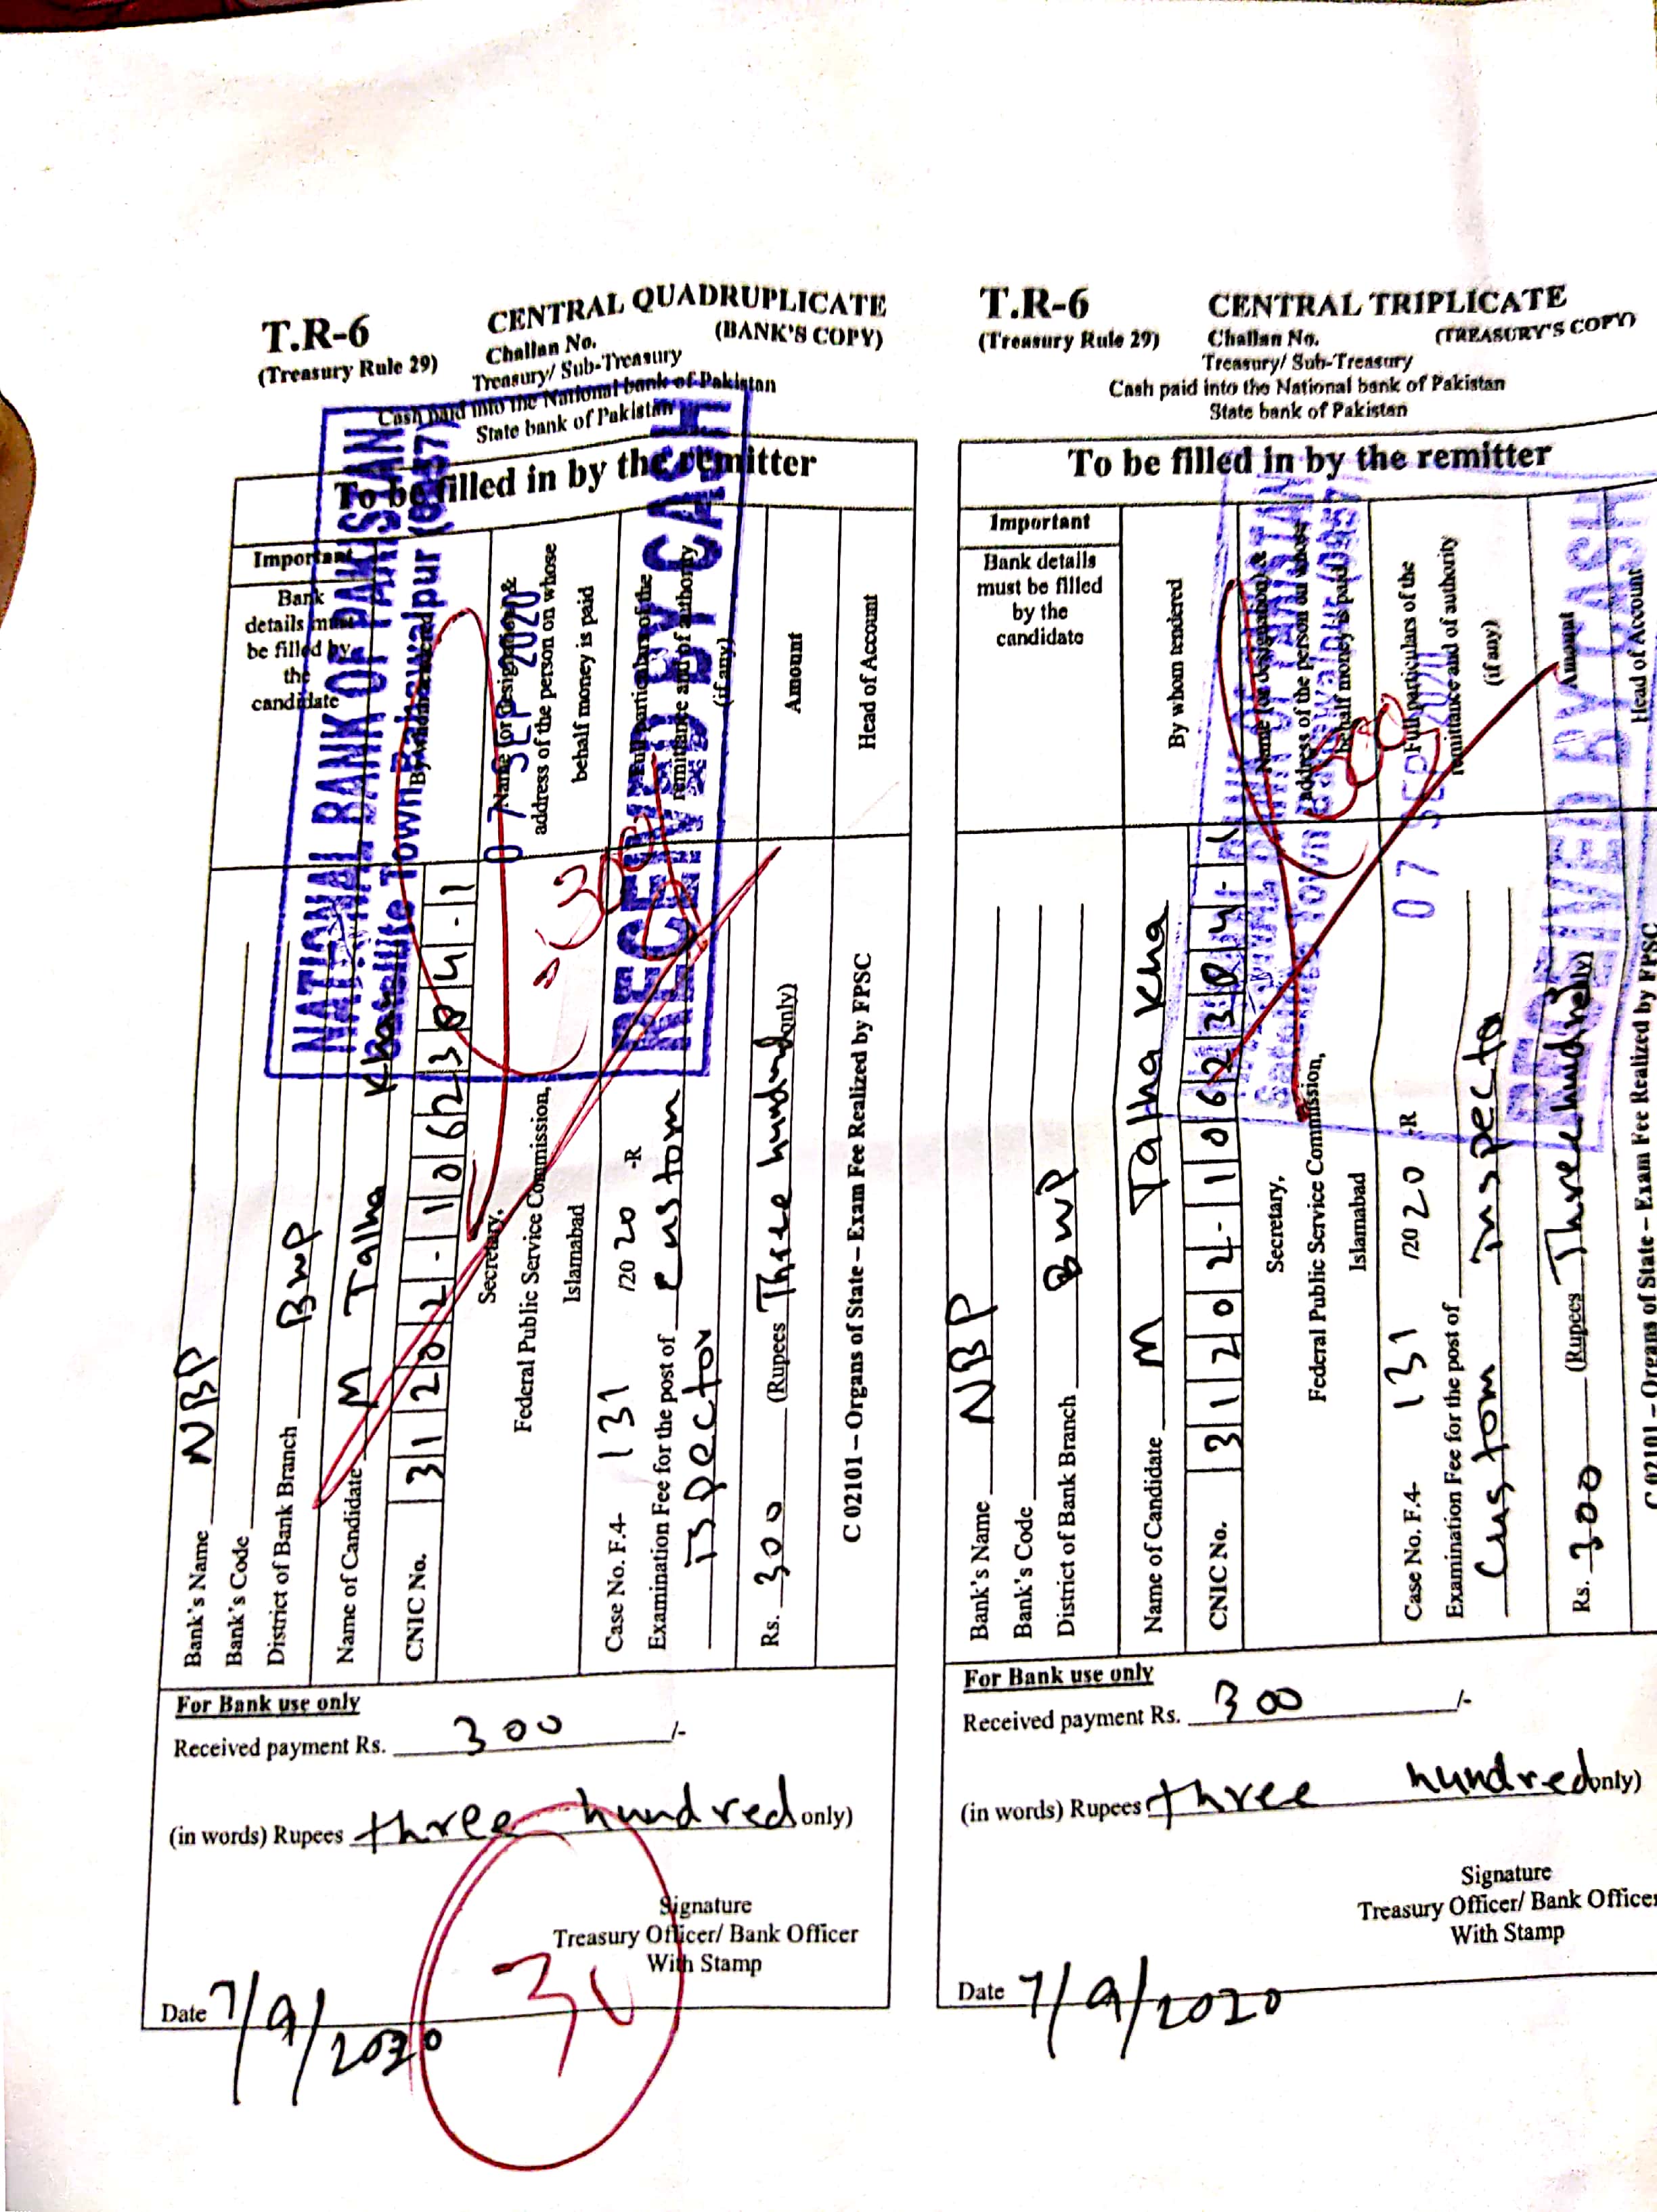 T.R-6
(Treasury Rule 29)
CENTRAL QUADRUPLICATE
(BANK'S COPY)
Challan No.
Treasury/ Sub-Treasury
Cash paid into the National bank of Pakistan
State bank of Pakistan
To be filled in by the remitter
Important
Bank
details must
be filled by
the
candidate
By whom tendered
Name (or designation) &
address of the person on whose
behalf money is paid
Full particulars of the
remittance and of authority
(if any)
Amount
Head of Account
Bank's Name NBP
Bank's Code
District of Bank Branch BWP
Name of Candidate M Talha Khan
CNIC No. 31202-1062384-1
Secretary,
Federal Public Service Commission,
Islamabad
Case No. F.4- 131 /2020 -R
Examination Fee for the post of Custom
ispector
Rs. 300 (Rupees Three hundred only)
C 02101 – Organs of State – Exam Fee Realized by FPSC
NATIONAL BANK OF PAKISTAN
Satellite Town Bahawalpur
07 SEP 2020
RECEIVED BY CASH
300
For Bank use only
Received payment Rs. 300 /-
(in words) Rupees three hundred only)
Signature
Treasury Officer/ Bank Officer
With Stamp
Date 7/9/2020
T.R-6
(Treasury Rule 29)
CENTRAL TRIPLICATE
(TREASURY'S COPY)
Challan No.
Treasury/ Sub-Treasury
Cash paid into the National bank of Pakistan
State bank of Pakistan
To be filled in by the remitter
Important
Bank details
must be filled
by the
candidate
By whom tendered
Name (or designation) &
address of the person on whose
behalf money is paid
Full particulars of the
remittance and of authority
(if any)
Amount
Head of Account
Bank's Name NBP
Bank's Code
District of Bank Branch BWP
Name of Candidate M Talha Kha
CNIC No. 31202-1062384-1
Secretary,
Federal Public Service Commission,
Islamabad
Case No. F.4- 131 /2020 -R
Examination Fee for the post of
Custom inspecto
Rs. 300 (Rupees Three hundred only)
C 02101 – Organs of State – Exam Fee Realized by FPSC
NATIONAL BANK OF PAKISTAN
Satellite Town Bahawalpur
07 SEP 2020
RECEIVED BY CASH
300
For Bank use only
Received payment Rs. 300 /-
(in words) Rupees three hundred only)
Signature
Treasury Officer/ Bank Officer
With Stamp
Date 7/9/2020